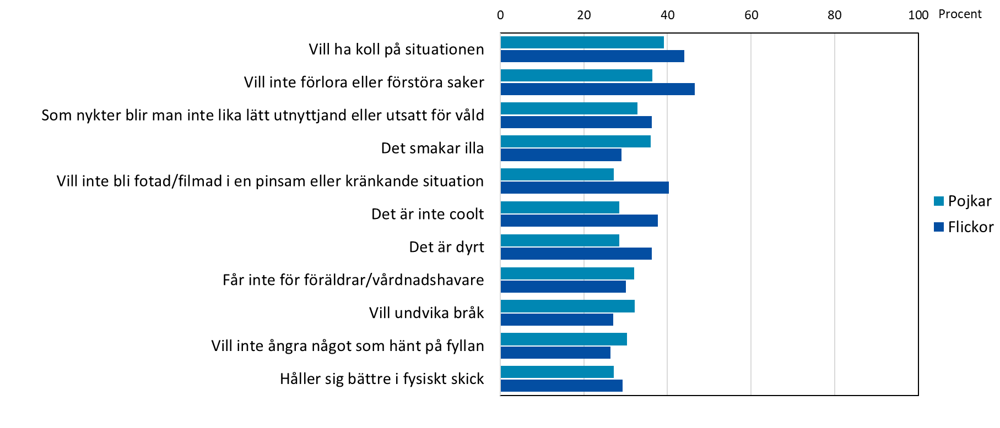 0 20 40 60 80 100 Procent
Vill ha koll på situationen
Vill inte förlora eller förstöra saker
Som nykter blir man inte lika lätt utnyttjand eller utsatt för våld
Det smakar illa
Vill inte bli fotad/filmad i en pinsam eller kränkande situation
Det är inte coolt
Det är dyrt
Får inte för föräldrar/vårdnadshavare
Vill undvika bråk
Vill inte ångra något som hänt på fyllan
Håller sig bättre i fysiskt skick
Pojkar
Flickor